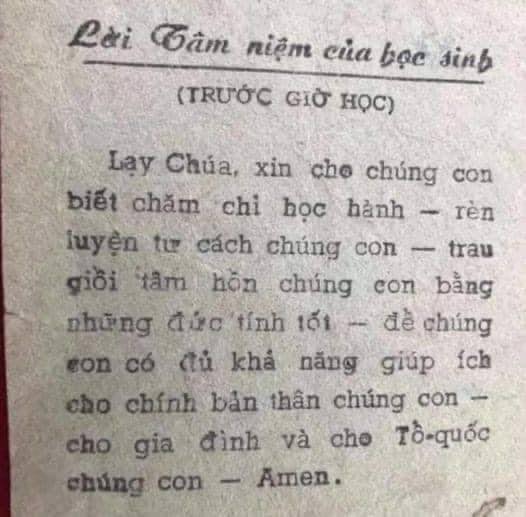 Lời Tâm niệm của học sinh
(TRƯỚC GIỜ HỌC)
Lạy Chúa, xin cho chúng con
biết chăm chỉ học hành — rèn
luyện tư cách chúng con — trau
giồi tâm hồn chúng con bằng
những đức tính tốt — để chúng
con có đủ khả năng giúp ích
cho chính bản thân chúng con —
cho gia đình và cho Tổ-quốc
chúng con — Amen.